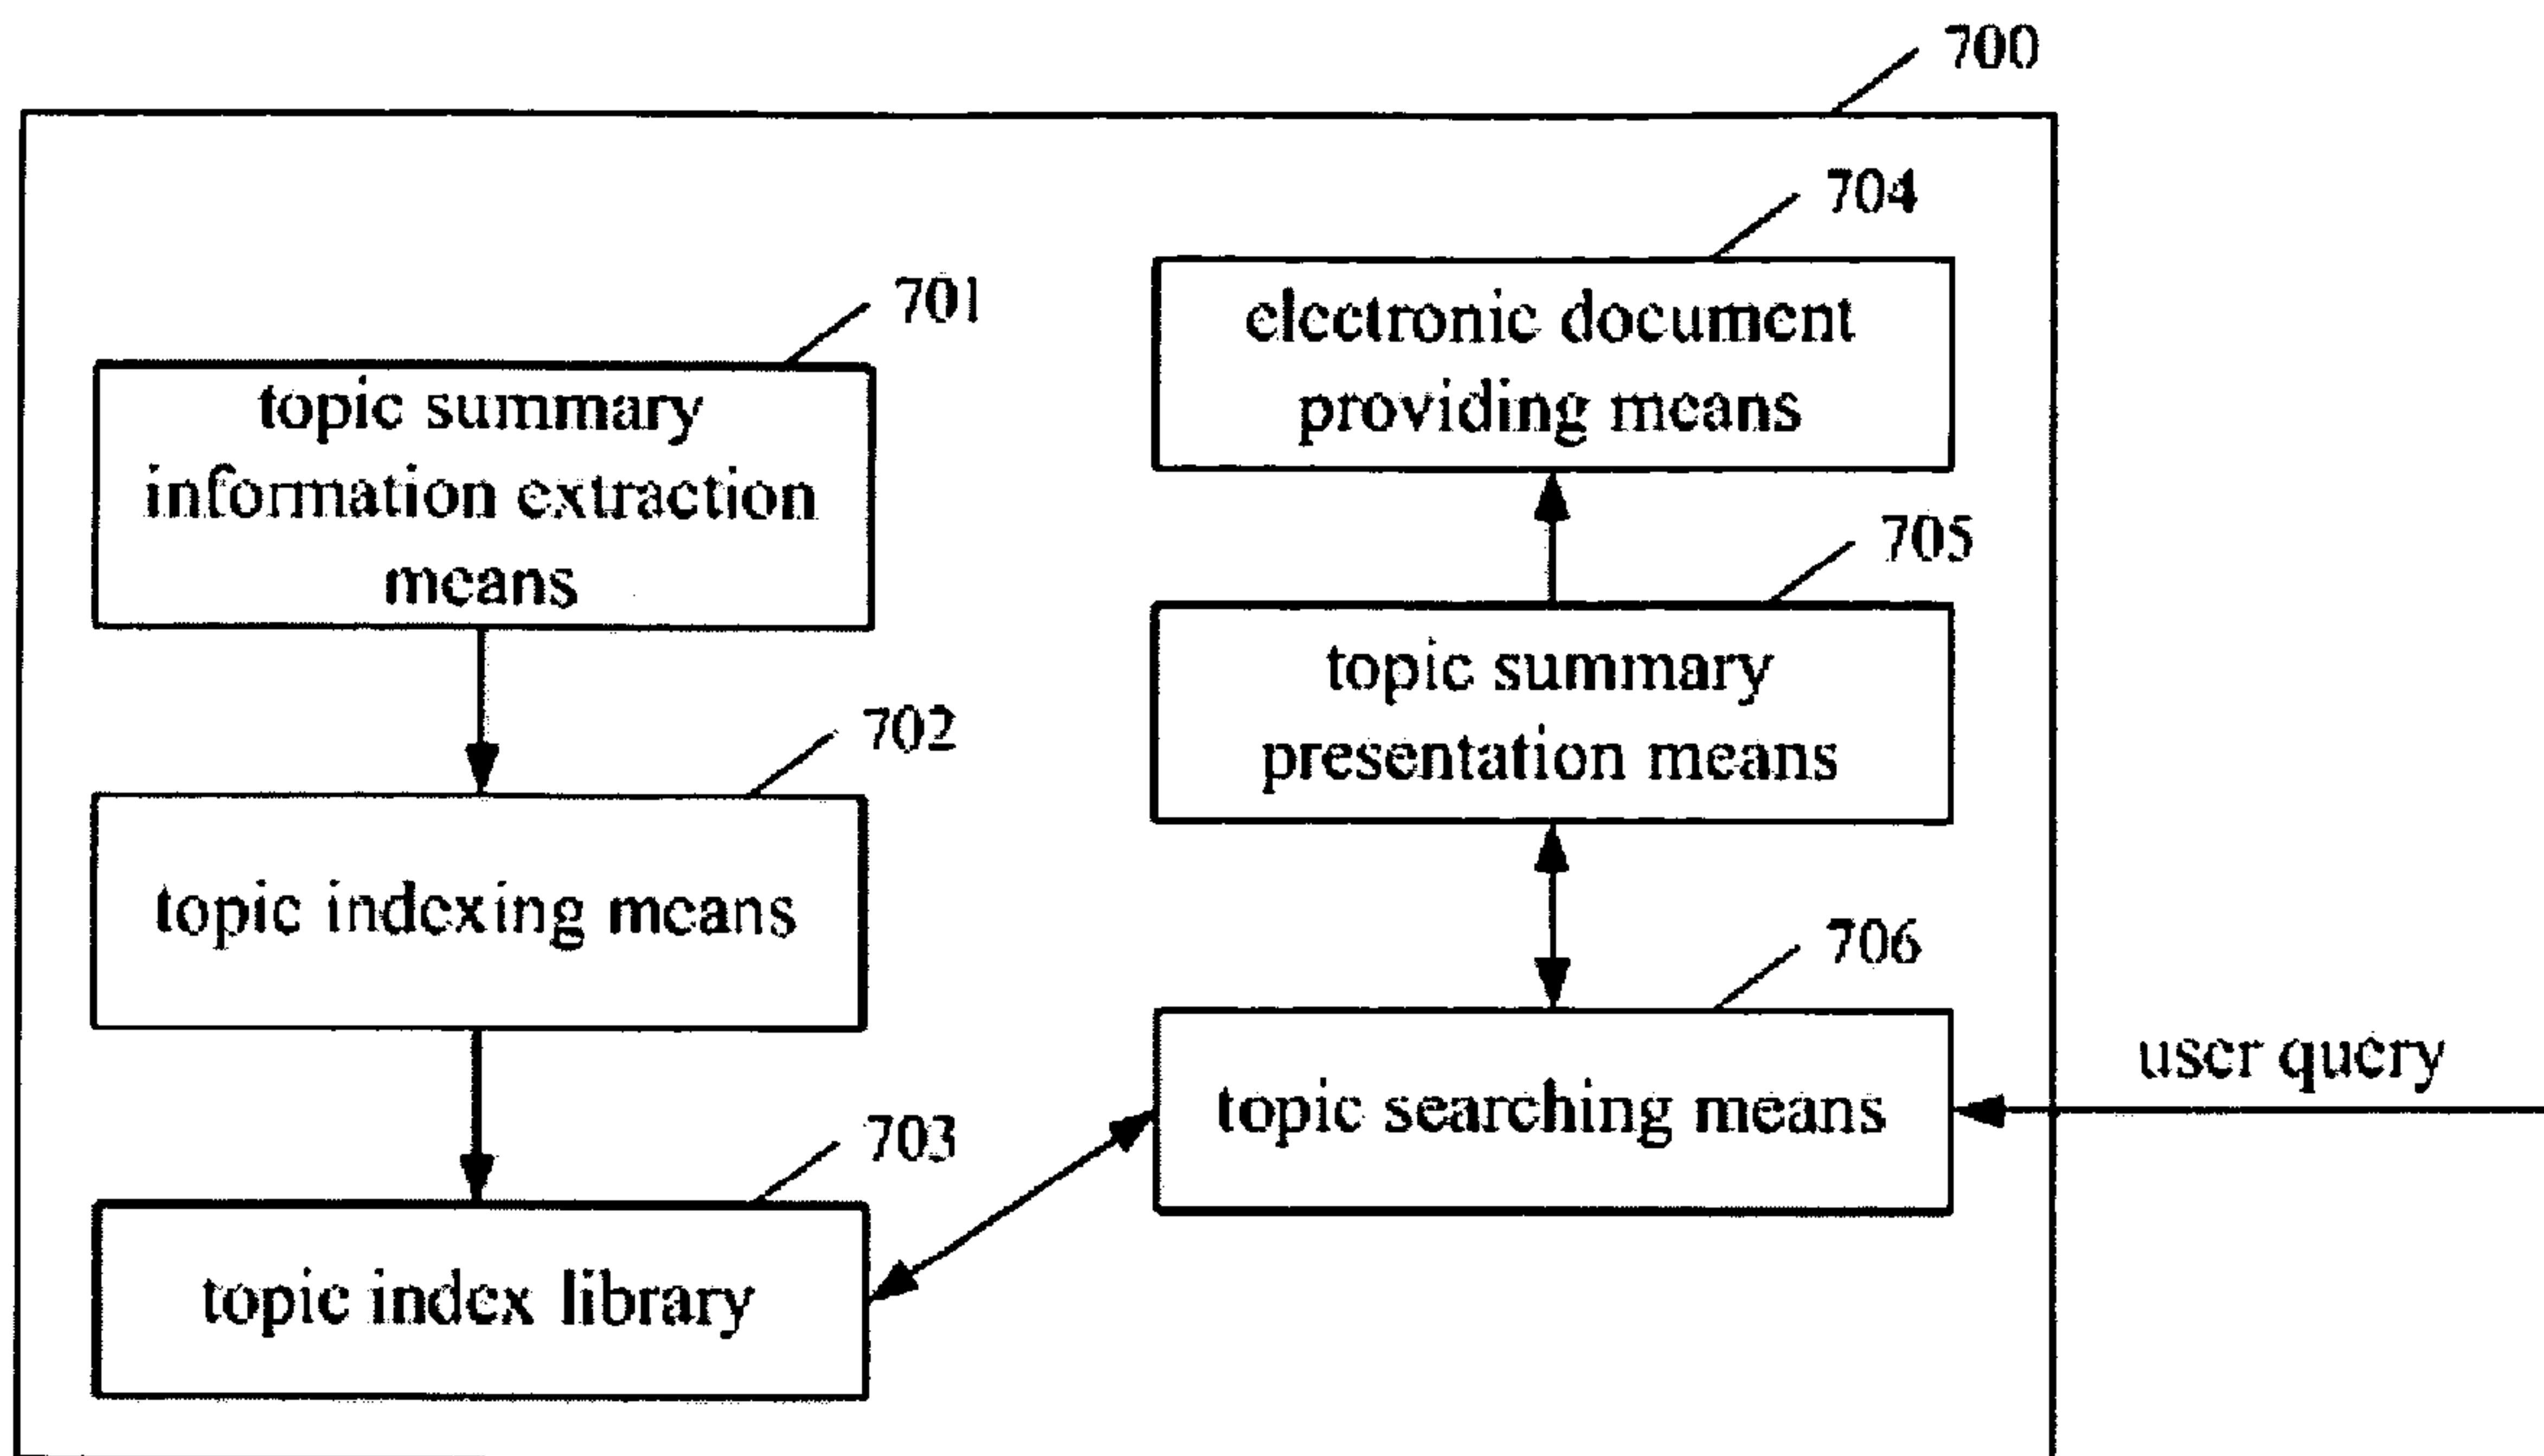 700
704
electronic document
providing means
701
topic summary
information extraction
means
705
topic summary
presentation means
702
topic indexing means
706
topic searching means
user query
703
topic index library